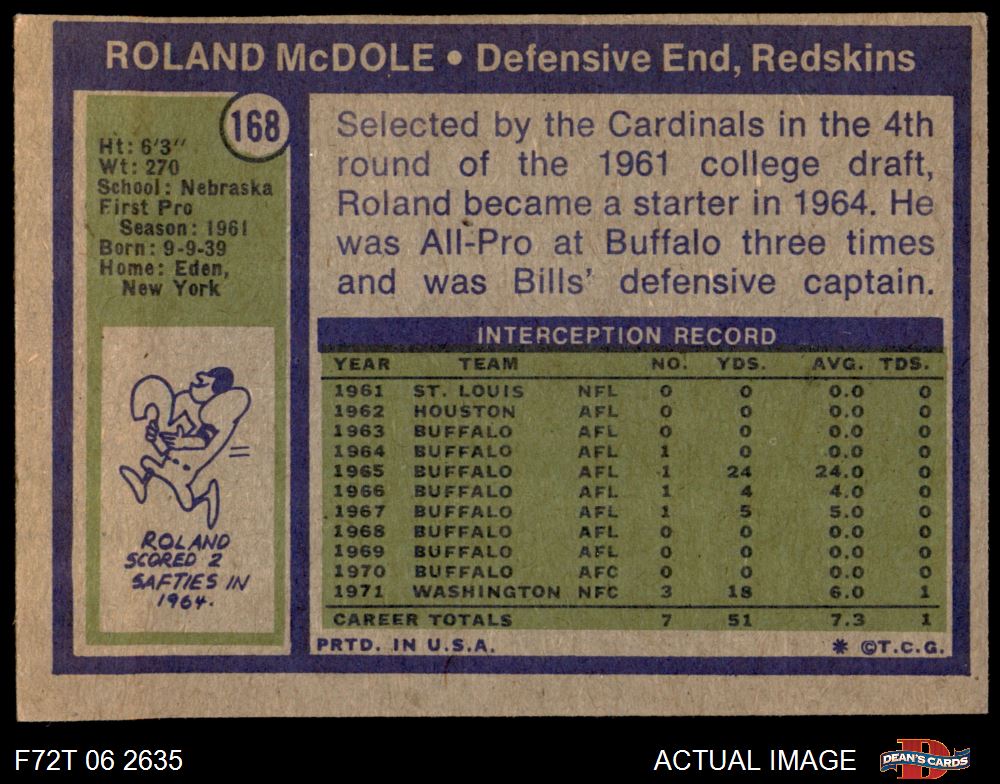 ROLAND McDOLE • Defensive End, Redskins
168
Ht: 6'3"
Wt: 270
School: Nebraska
First Pro
Season: 1961
Born: 9-9-39
Home: Eden,
New York
ROLAND
SCORED 2
SAFTIES IN
1964.
Selected by the Cardinals in the 4th
round of the 1961 college draft,
Roland became a starter in 1964. He
was All-Pro at Buffalo three times
and was Bills' defensive captain.
INTERCEPTION RECORD
YEAR TEAM NO. YDS. AVG. TDS.
1961 ST. LOUIS NFL 0 0 0.0 0
1962 HOUSTON AFL 0 0 0.0 0
1963 BUFFALO AFL 0 0 0.0 0
1964 BUFFALO AFL 1 0 0.0 0
1965 BUFFALO AFL 1 24 24.0 0
1966 BUFFALO AFL 1 4 4.0 0
1967 BUFFALO AFL 1 5 5.0 0
1968 BUFFALO AFL 0 0 0.0 0
1969 BUFFALO AFL 0 0 0.0 0
1970 BUFFALO AFC 0 0 0.0 0
1971 WASHINGTON NFC 3 18 6.0 1
CAREER TOTALS 7 51 7.3 1
PRTD. IN U.S.A. * ©T.C.G.
F72T 06 2635 ACTUAL IMAGE DEAN'S CARDS